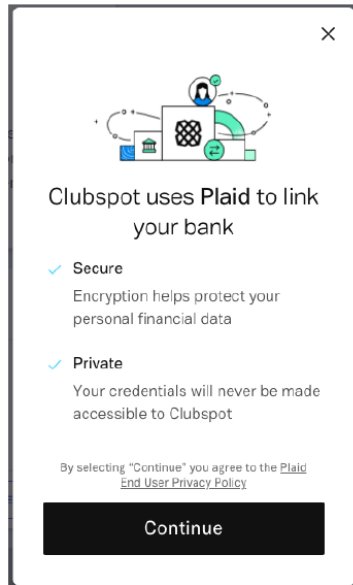 Clubspot uses Plaid to link
your bank
Secure
Encryption helps protect your
personal financial data
Private
Your credentials will never be made
accessible to Clubspot
By selecting "Continue" you agree to the Plaid
End User Privacy Policy
Continue